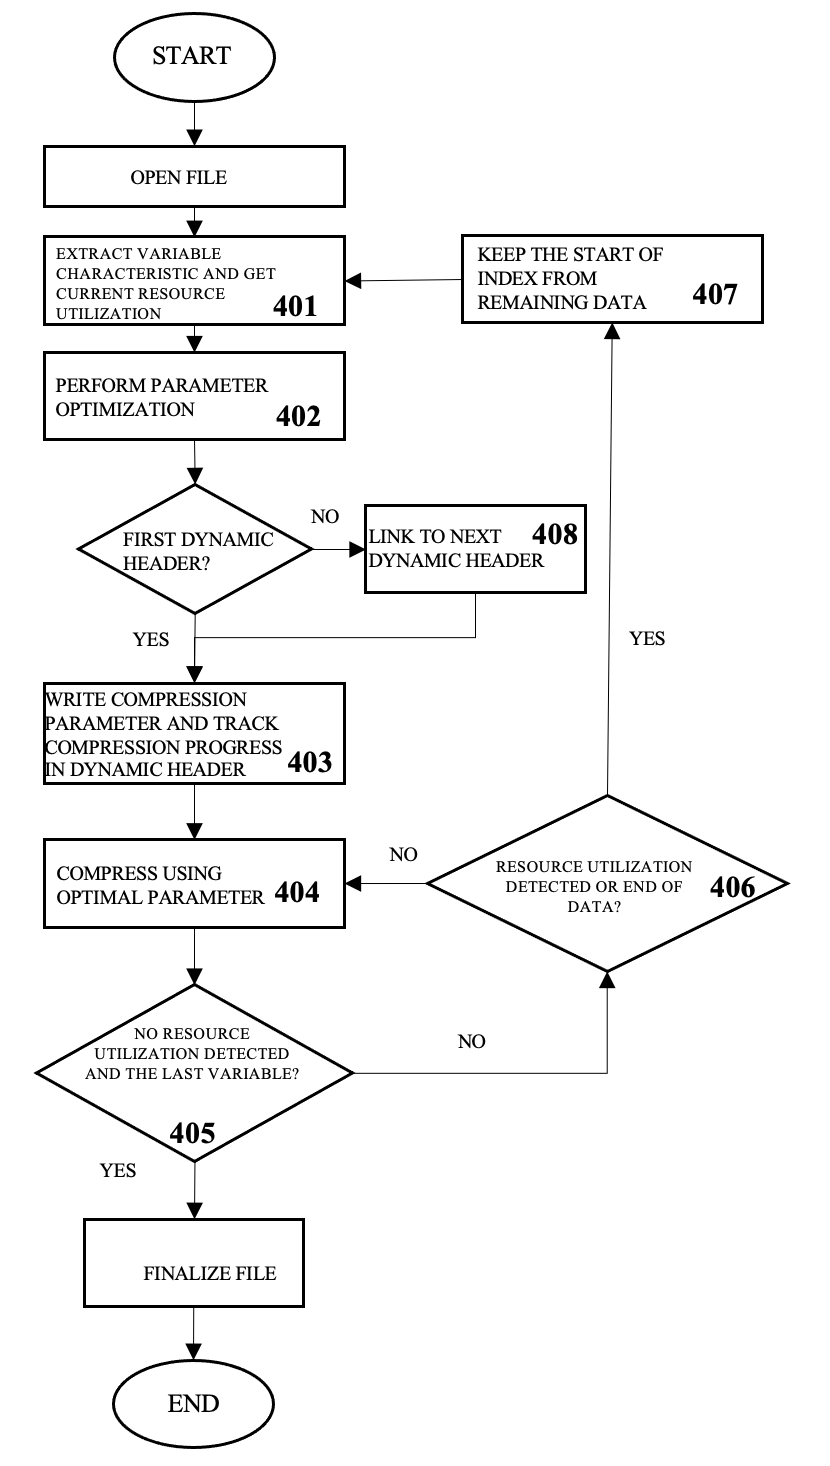 START
OPEN FILE
EXTRACT VARIABLE
CHARACTERISTIC AND GET
CURRENT RESOURCE
UTILIZATION
401
KEEP THE START OF
INDEX FROM
REMAINING DATA
407
PERFORM PARAMETER
OPTIMIZATION
402
FIRST DYNAMIC
HEADER?
NO
LINK TO NEXT
DYNAMIC HEADER
408
YES
YES
WRITE COMPRESSION
PARAMETER AND TRACK
COMPRESSION PROGRESS
IN DYNAMIC HEADER
403
COMPRESS USING
OPTIMAL PARAMETER
404
NO
RESOURCE UTILIZATION
DETECTED OR END OF
DATA?
406
NO RESOURCE
UTILIZATION DETECTED
AND THE LAST VARIABLE?
405
NO
YES
FINALIZE FILE
END